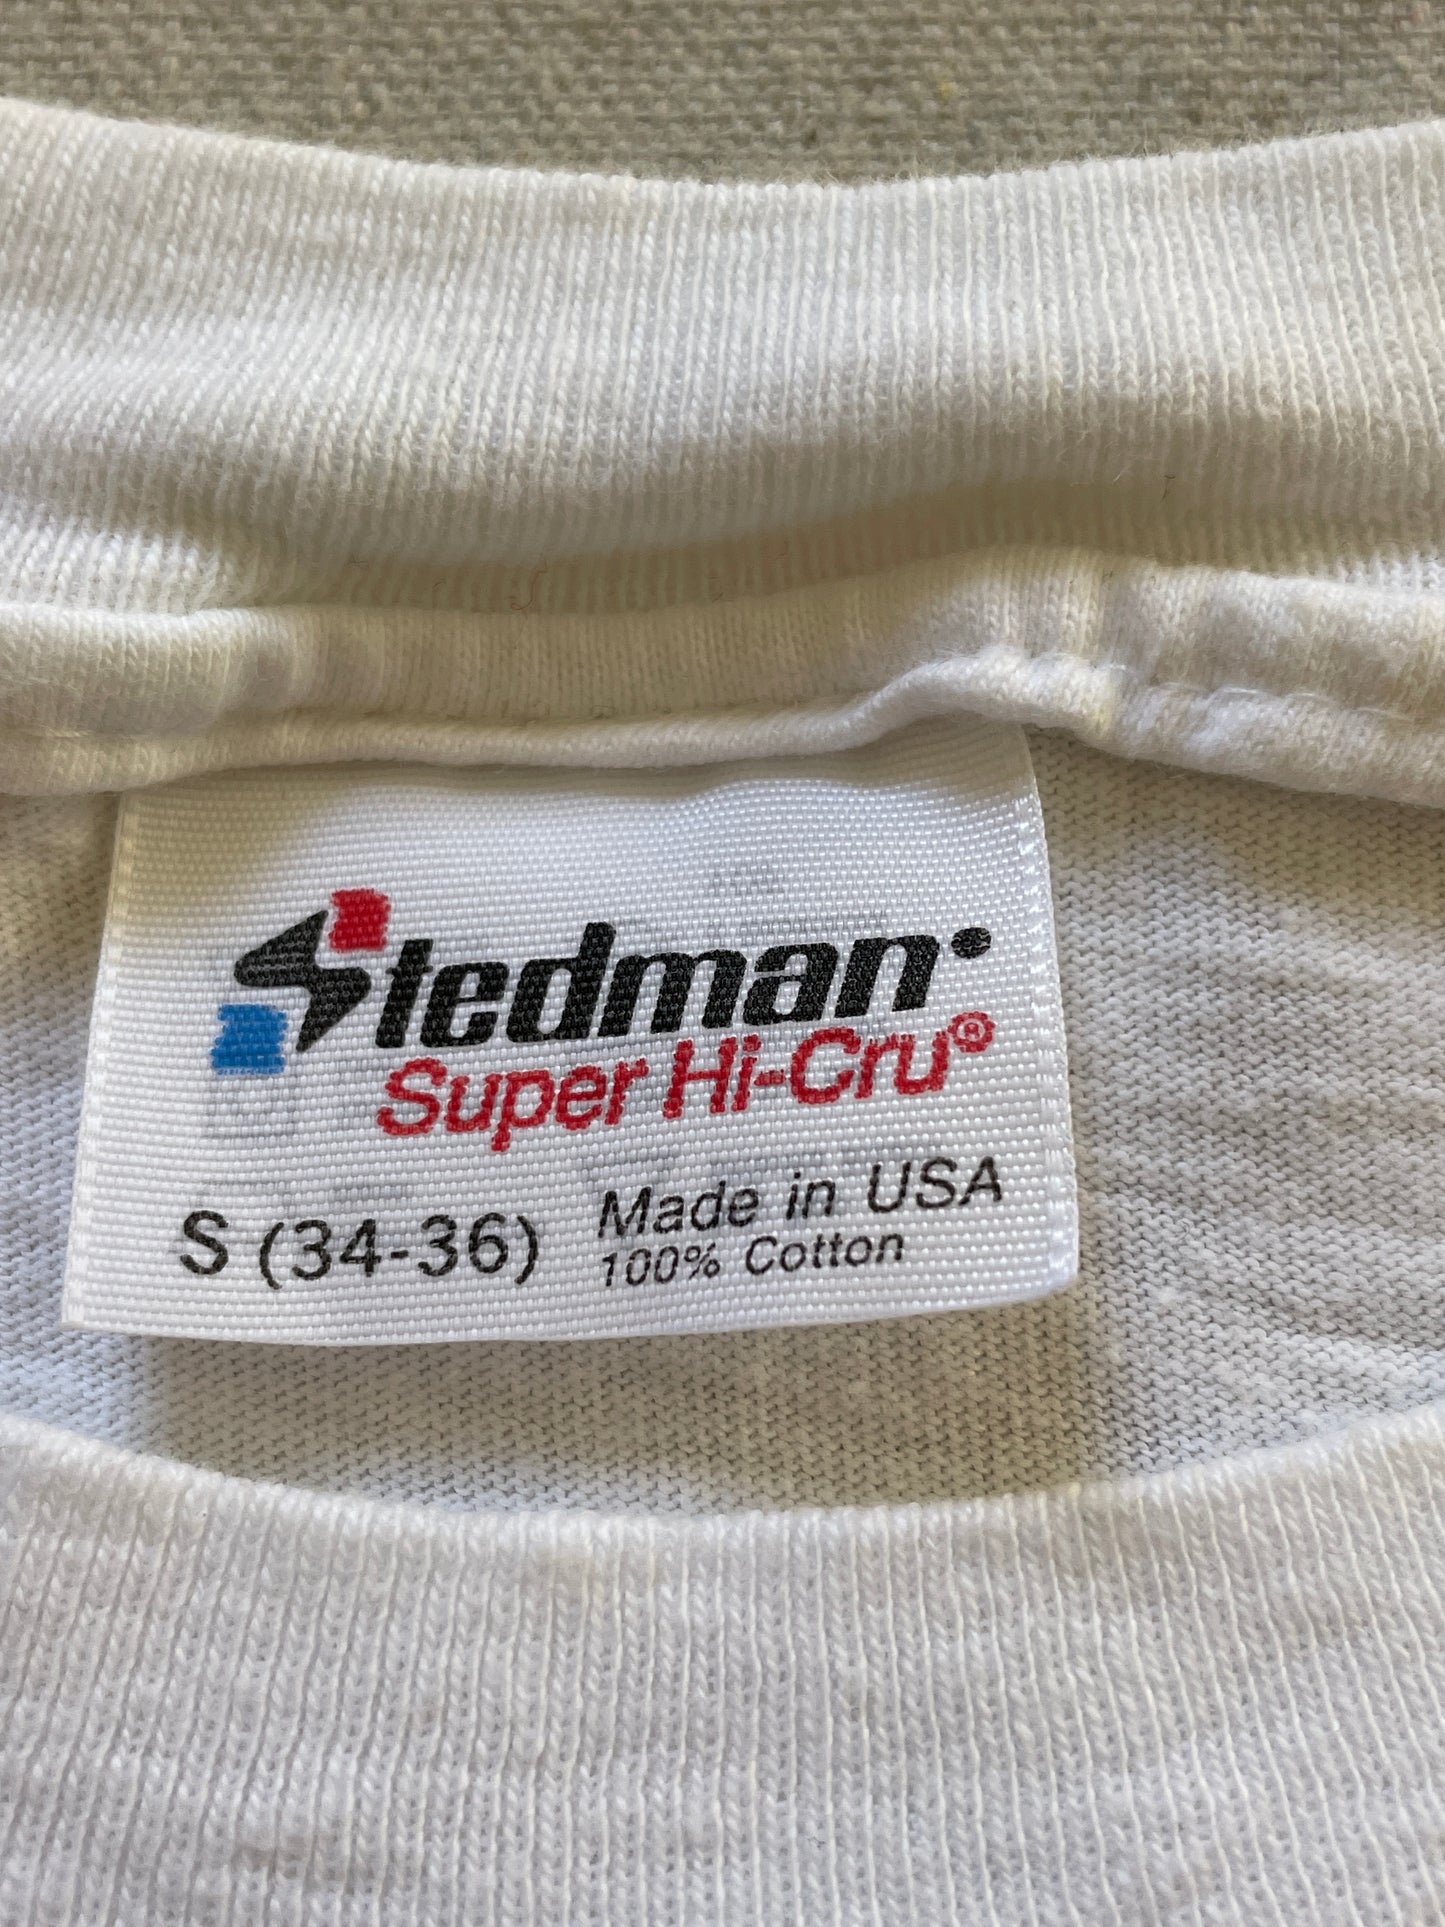 Stedman
Super Hi-Cru®
S (34-36)
Made in USA
100% Cotton